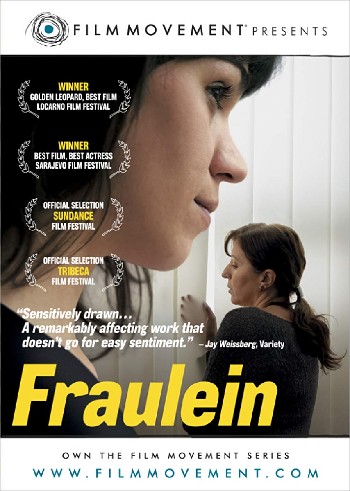 FILM MOVEMENT® PRESENTS
WINNER
GOLDEN LEOPARD, BEST FILM
LOCARNO FILM FESTIVAL
WINNER
BEST FILM, BEST ACTRESS
SARAJEVO FILM FESTIVAL
OFFICIAL SELECTION
SUNDANCE
FILM FESTIVAL
OFFICIAL SELECTION
TRIBECA
FILM FESTIVAL
“Sensitively drawn...
A remarkably affecting work that
doesn't go for easy sentiment.” – Jay Weissberg, Variety
Fraulein
OWN THE FILM MOVEMENT SERIES
WWW.FILMMOVEMENT.COM